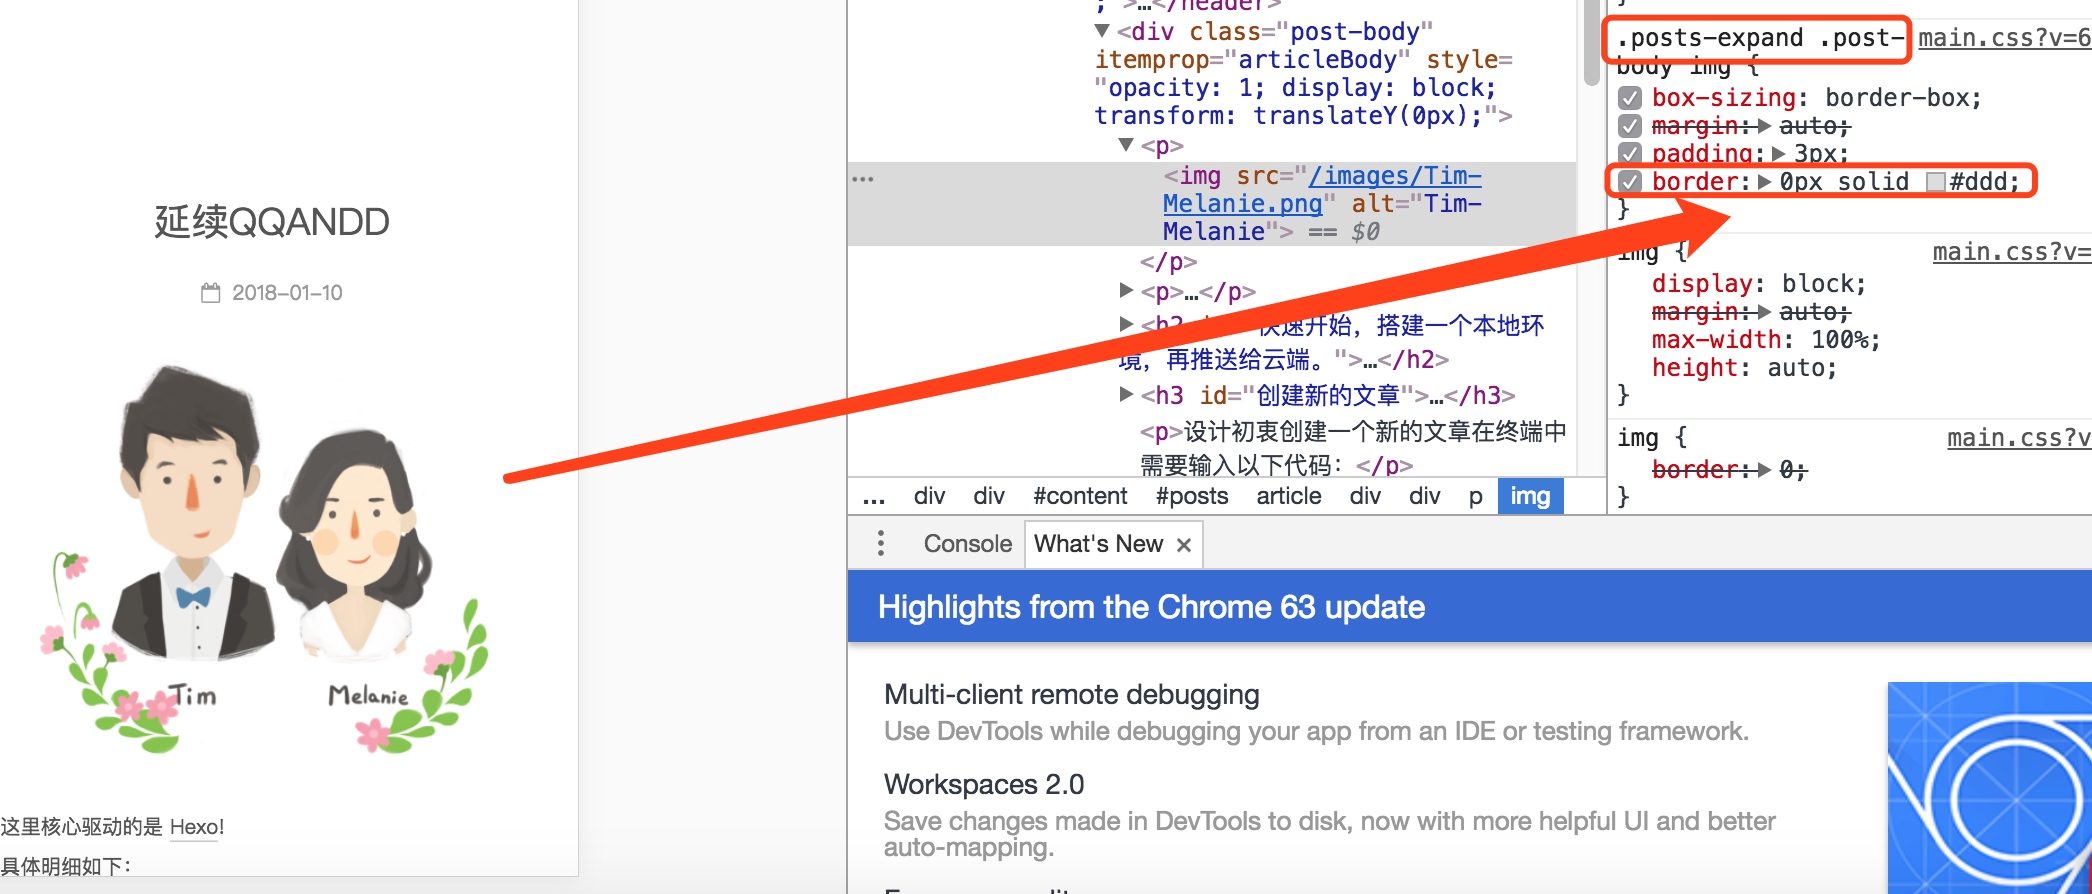 延续QQANDD
2018-01-10
Tim
Melanie
这里核心驱动的是 Hexo!
具体明细如下：
; ">…</header>
▼<div class="post-body"
itemprop="articleBody" style=
"opacity: 1; display: block;
transform: translateY(0px);">
▼<p>
… <img src="/images/Tim-
Melanie.png" alt="Tim-
Melanie"> == $0
</p>
▶<p>…</p>
▶<h2 快速开始，搭建一个本地环
境，再推送给云端。">…</h2>
▶<h3 id="创建新的文章">…</h3>
<p>设计初衷创建一个新的文章在终端中
需要输入以下代码：</p>
… div div #content #posts article div div p img
}
.posts-expand .post- main.css?v=6
body img {
box-sizing: border-box;
margin:▶auto;
padding:▶3px;
border:▶0px solid #ddd;
}
img { main.css?v=
display: block;
margin:▶auto;
max-width: 100%;
height: auto;
}
img { main.css?v
border:▶0;
}
Console What's New ×
Highlights from the Chrome 63 update
Multi-client remote debugging
Use DevTools while debugging your app from an IDE or testing framework.
Workspaces 2.0
Save changes made in DevTools to disk, now with more helpful UI and better
auto-mapping.